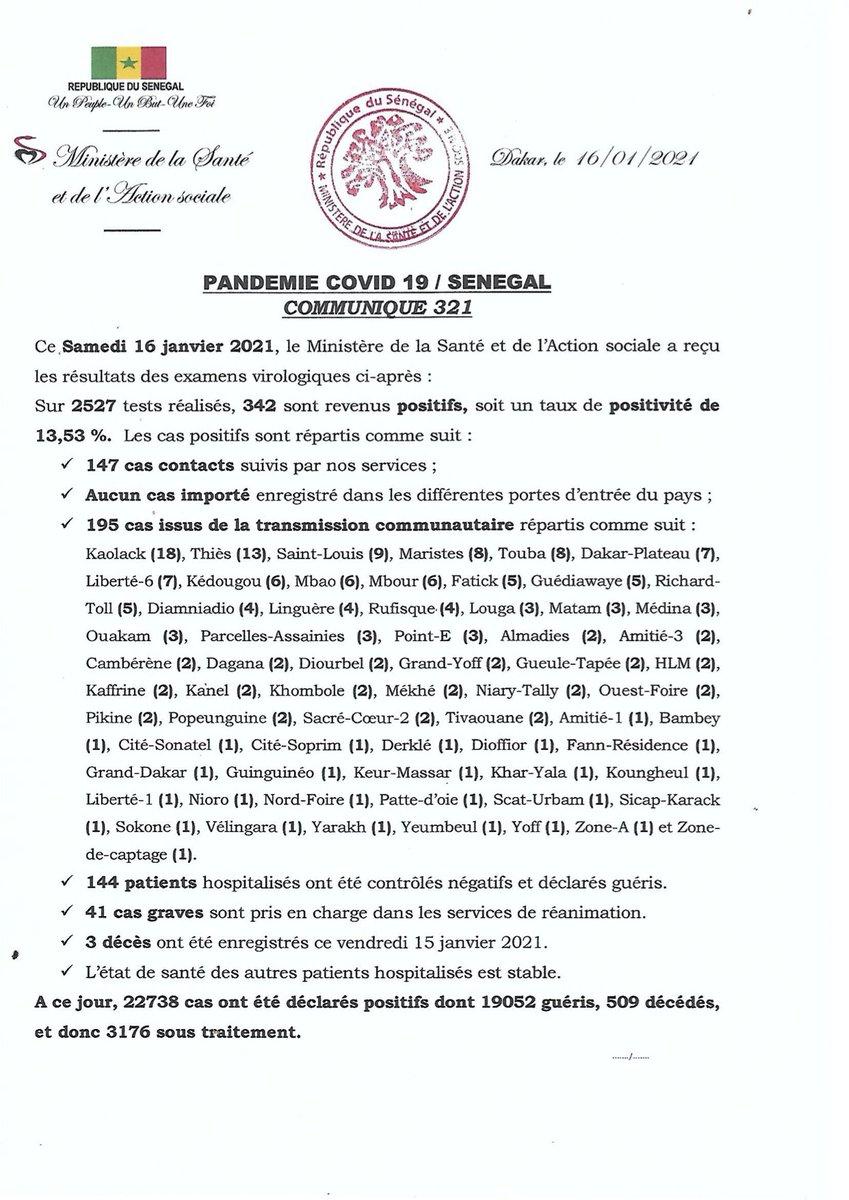 REPUBLIQUE DU SENEGAL
Un Peuple-Un But-Une Foi
Ministère de la Santé
et de l'Action sociale
★ République du Sénégal ★
MINISTERE DE LA SANTE ET DE L'ACTION SOCIALE
Dakar, le 16/01/2021
PANDEMIE COVID 19 / SENEGAL
COMMUNIQUE 321
Ce Samedi 16 janvier 2021, le Ministère de la Santé et de l'Action sociale a reçu
les résultats des examens virologiques ci-après :
Sur 2527 tests réalisés, 342 sont revenus positifs, soit un taux de positivité de
13,53 %. Les cas positifs sont répartis comme suit :
✓ 147 cas contacts suivis par nos services ;
✓ Aucun cas importé enregistré dans les différentes portes d'entrée du pays ;
✓ 195 cas issus de la transmission communautaire répartis comme suit :
Kaolack (18), Thiès (13), Saint-Louis (9), Maristes (8), Touba (8), Dakar-Plateau (7),
Liberté-6 (7), Kédougou (6), Mbao (6), Mbour (6), Fatick (5), Guédiawaye (5), Richard-
Toll (5), Diamniadio (4), Linguère (4), Rufisque (4), Louga (3), Matam (3), Médina (3),
Ouakam (3), Parcelles-Assainies (3), Point-E (3), Almadies (2), Amitié-3 (2),
Cambérène (2), Dagana (2), Diourbel (2), Grand-Yoff (2), Gueule-Tapée (2), HLM (2),
Kaffrine (2), Kanel (2), Khombole (2), Mékhé (2), Niary-Tally (2), Ouest-Foire (2),
Pikine (2), Popeunguine (2), Sacré-Cœur-2 (2), Tivaouane (2), Amitié-1 (1), Bambey
(1), Cité-Sonatel (1), Cité-Soprim (1), Derklé (1), Dioffior (1), Fann-Résidence (1),
Grand-Dakar (1), Guinguinéo (1), Keur-Massar (1), Khar-Yala (1), Koungheul (1),
Liberté-1 (1), Nioro (1), Nord-Foire (1), Patte-d'oie (1), Scat-Urbam (1), Sicap-Karack
(1), Sokone (1), Vélingara (1), Yarakh (1), Yeumbeul (1), Yoff (1), Zone-A (1) et Zone-
de-captage (1).
✓ 144 patients hospitalisés ont été contrôlés négatifs et déclarés guéris.
✓ 41 cas graves sont pris en charge dans les services de réanimation.
✓ 3 décès ont été enregistrés ce vendredi 15 janvier 2021.
✓ L'état de santé des autres patients hospitalisés est stable.
A ce jour, 22738 cas ont été déclarés positifs dont 19052 guéris, 509 décédés,
et donc 3176 sous traitement.
……/……